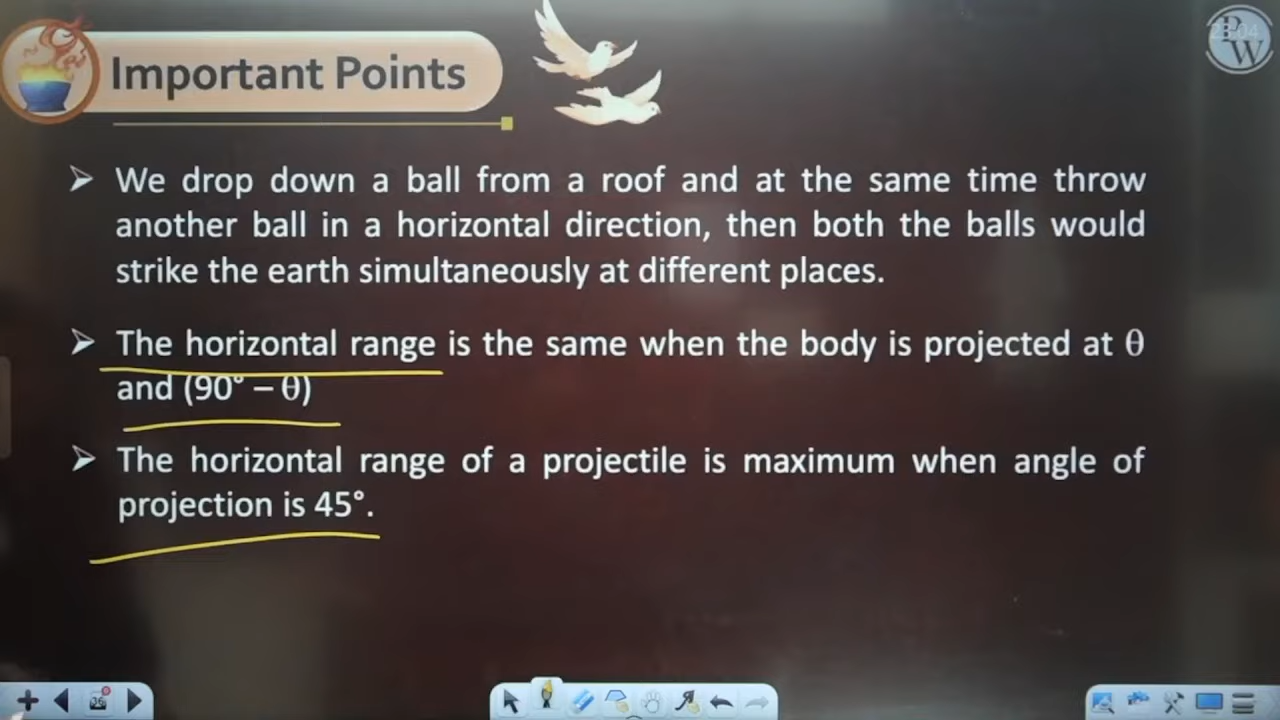 Important Points
➢ We drop down a ball from a roof and at the same time throw
another ball in a horizontal direction, then both the balls would
strike the earth simultaneously at different places.
➢ The horizontal range is the same when the body is projected at θ
and (90° – θ)
➢ The horizontal range of a projectile is maximum when angle of
projection is 45°.
PW